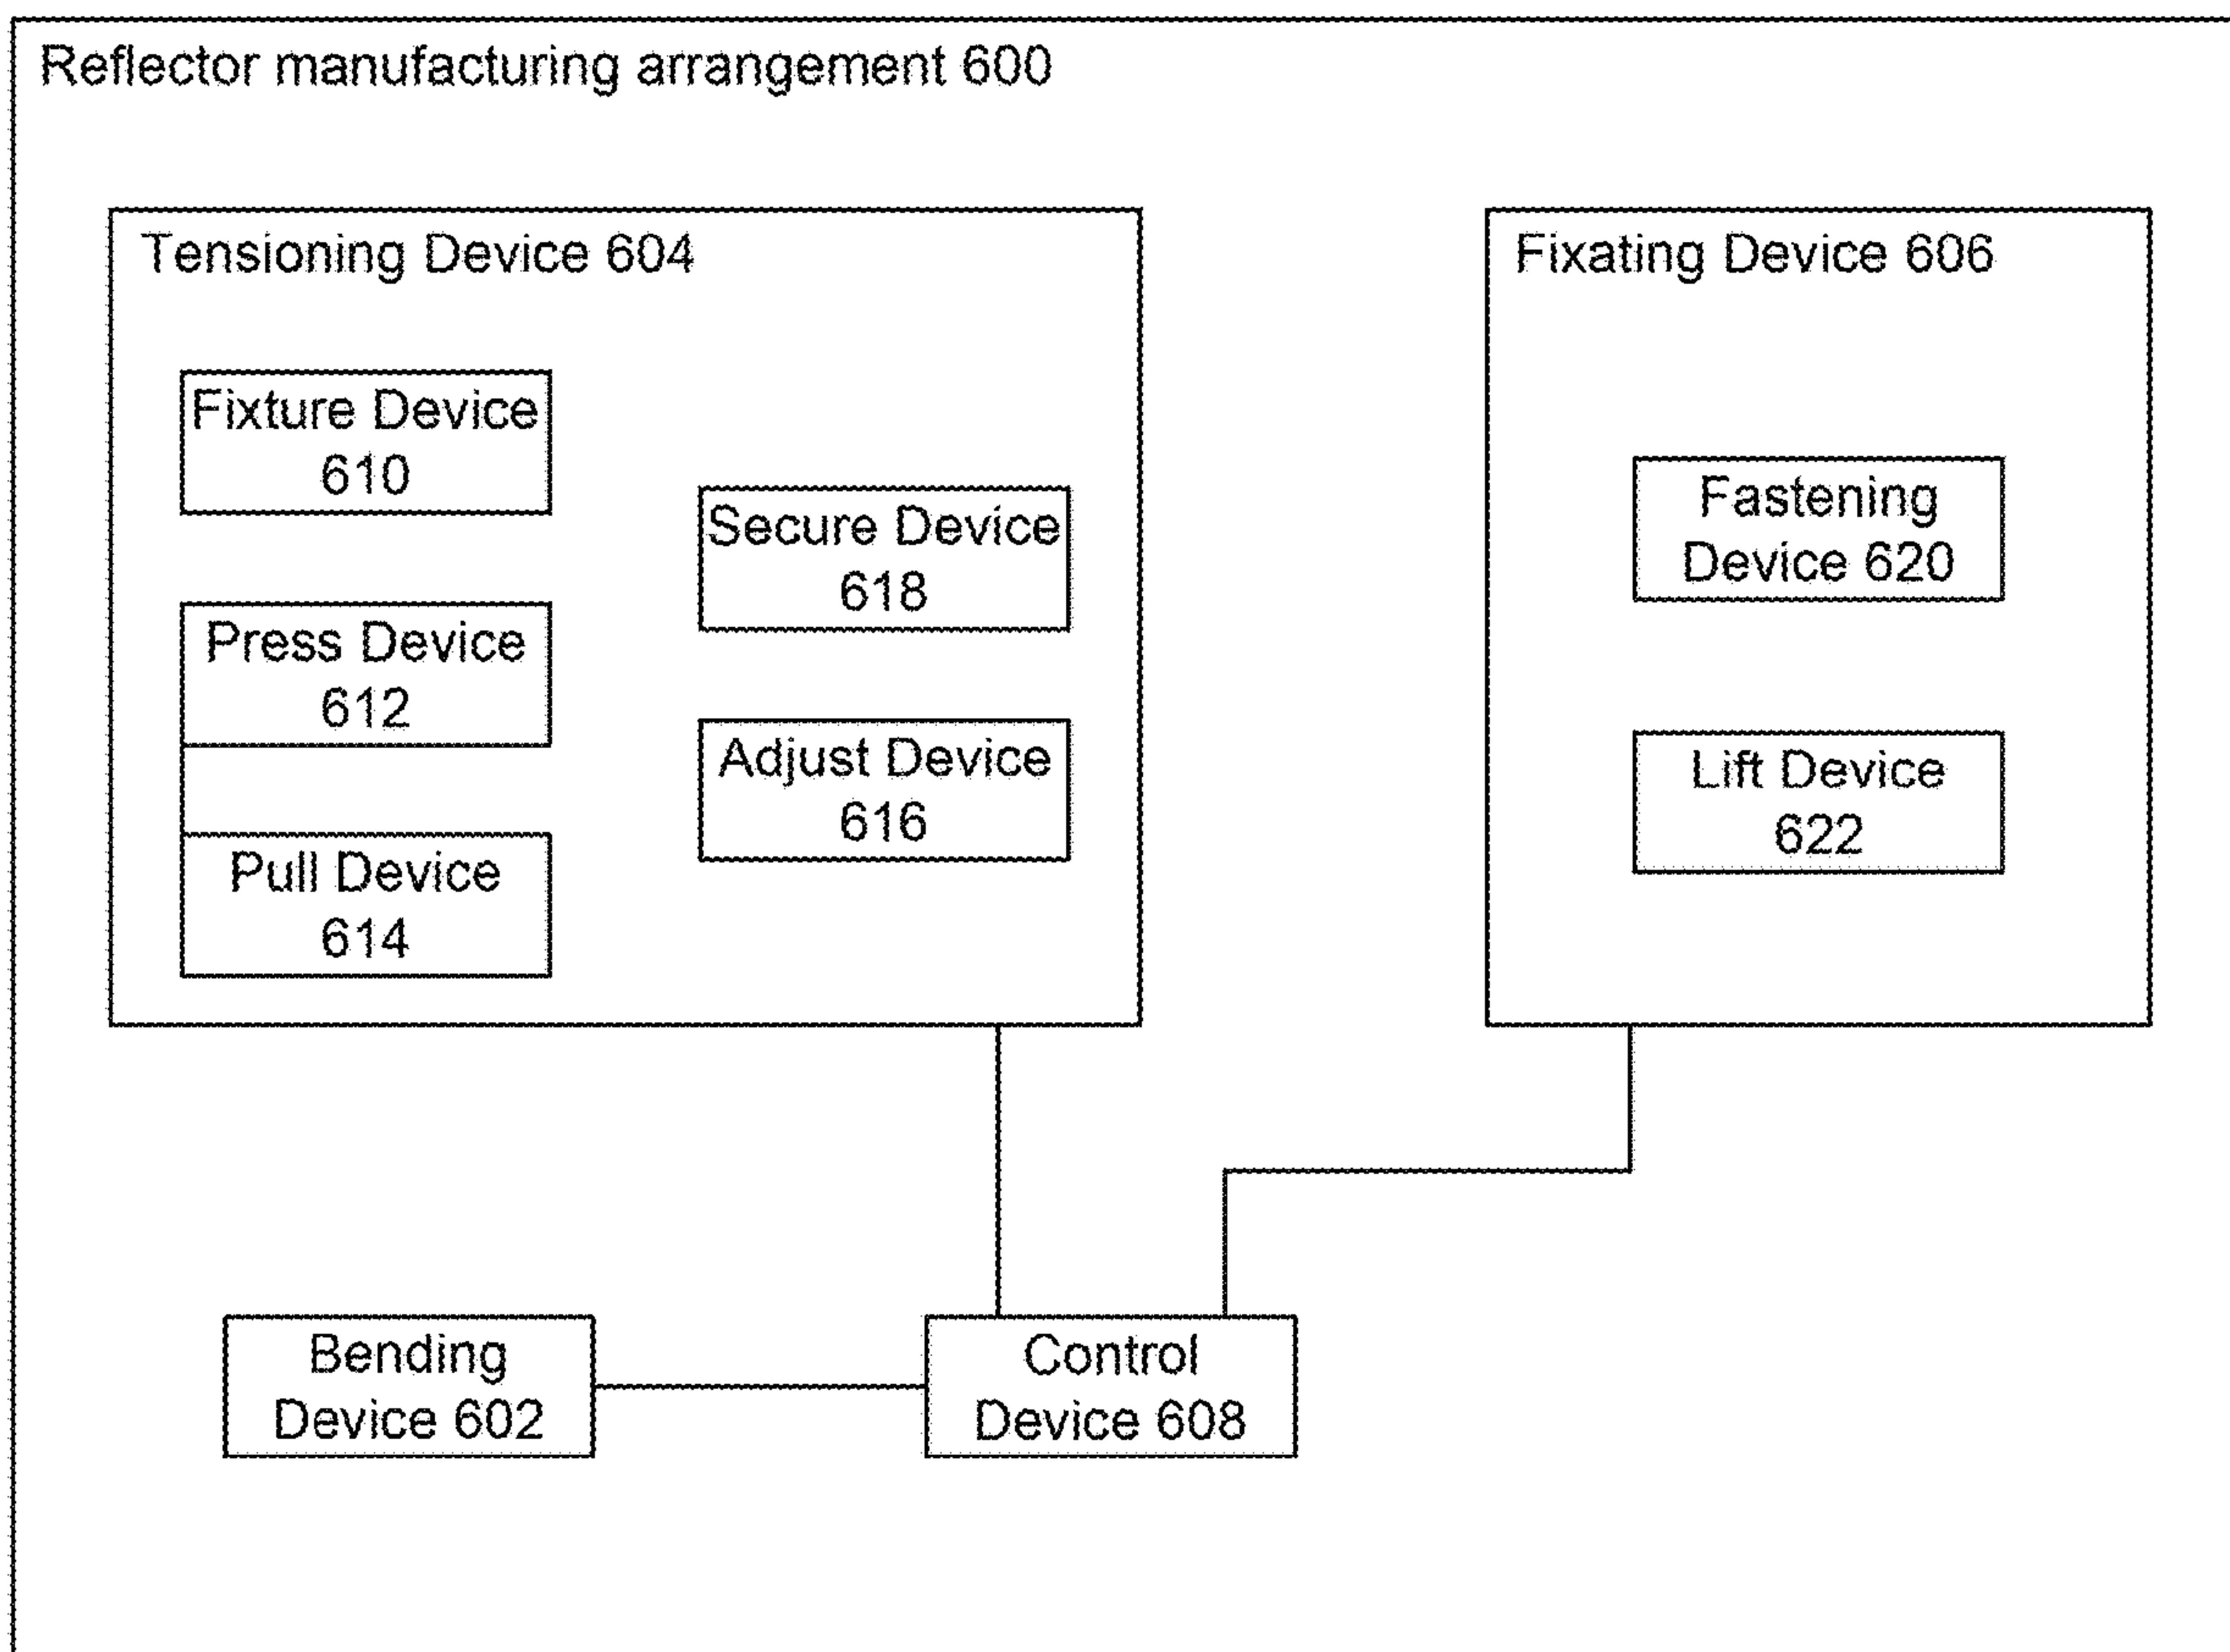 Reflector manufacturing arrangement 600
Tensioning Device 604
Fixture Device
610
Press Device
612
Pull Device
614
Secure Device
618
Adjust Device
616
Fixating Device 606
Fastening
Device 620
Lift Device
622
Bending
Device 602
Control
Device 608